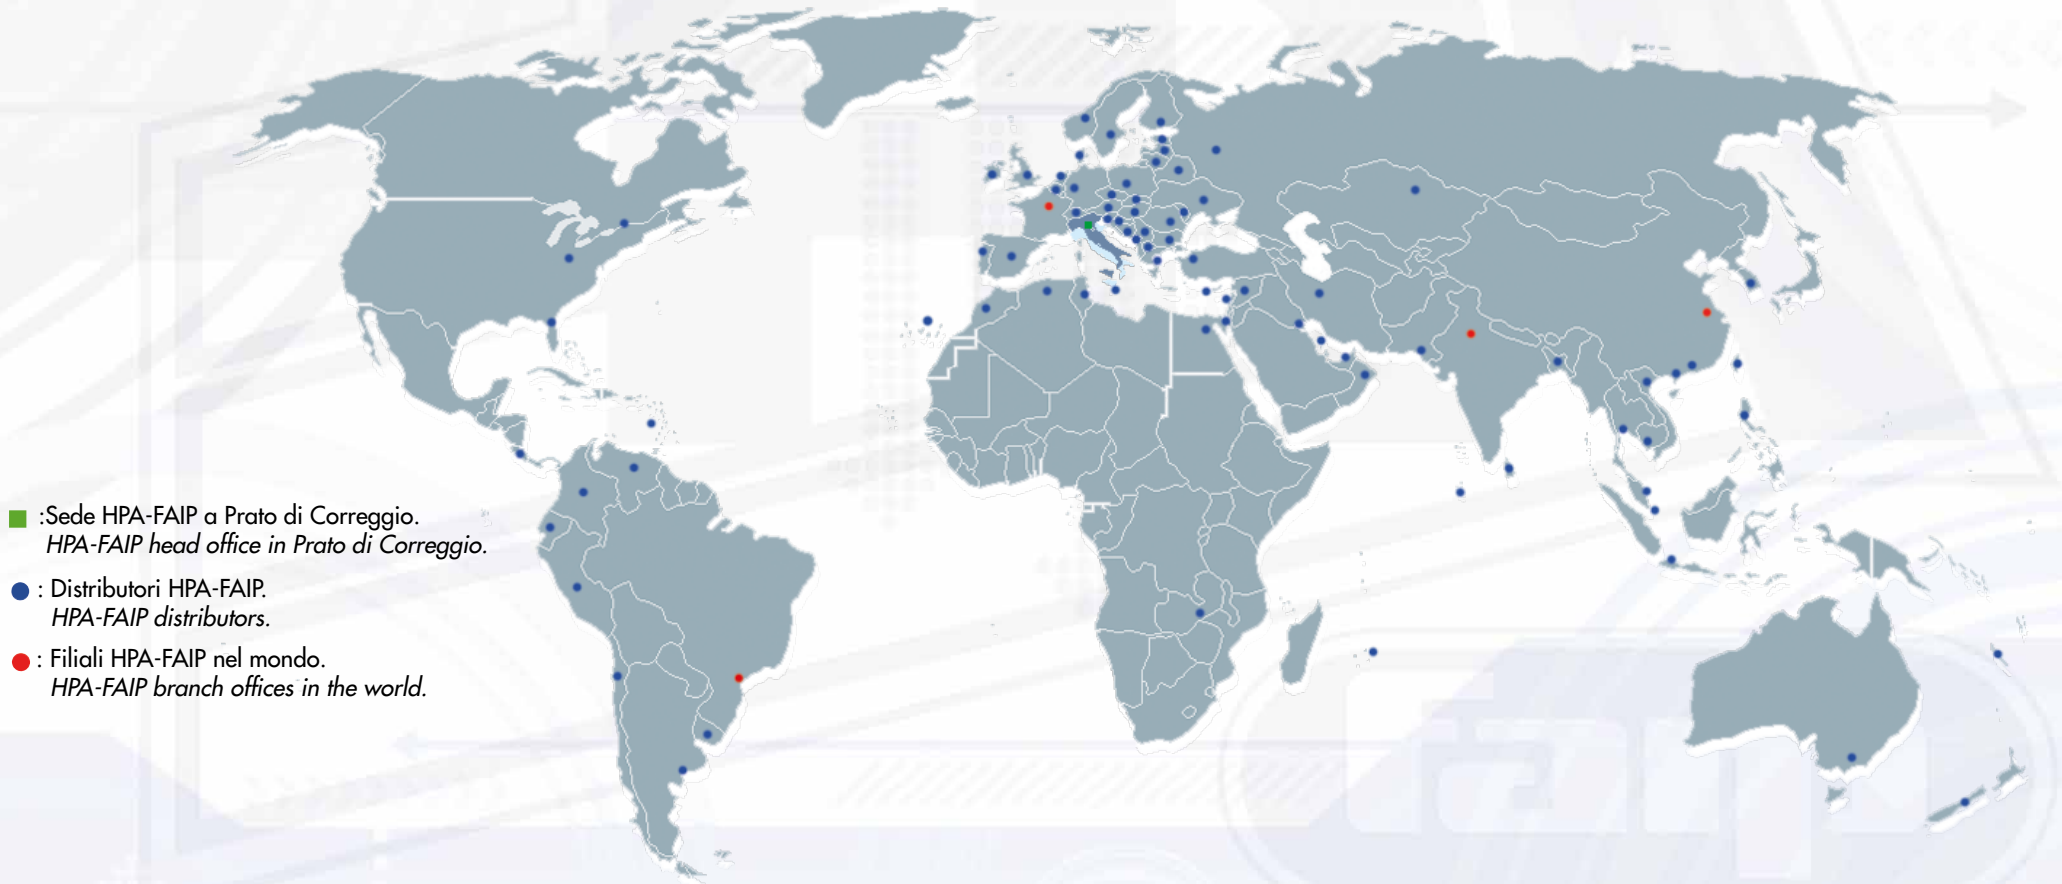 :Sede HPA-FAIP a Prato di Correggio.
HPA-FAIP head office in Prato di Correggio.
: Distributori HPA-FAIP.
HPA-FAIP distributors.
: Filiali HPA-FAIP nel mondo.
HPA-FAIP branch offices in the world.